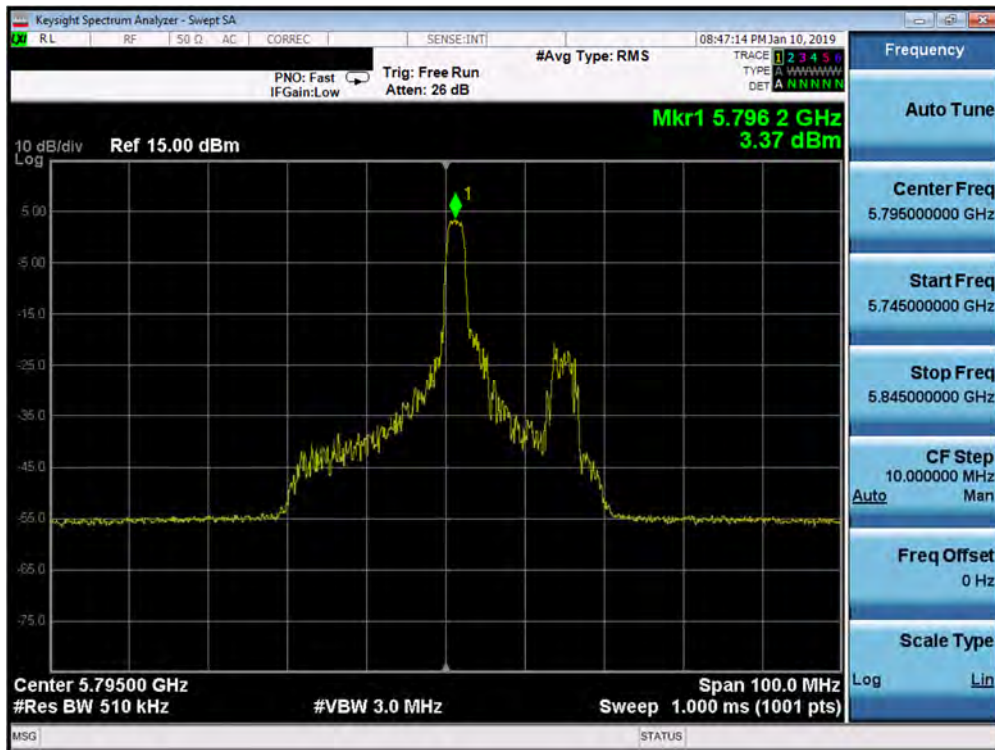 Keysight Spectrum Analyzer - Swept SA
LXI RL RF 50 Ω AC CORREC SENSE:INT 08:47:14 PM Jan 10, 2019
#Avg Type: RMS TRACE 1 2 3 4 5 6
PNO: Fast Trig: Free Run TYPE A WWWWW
IFGain:Low Atten: 26 dB DET A N N N N N
Mkr1 5.796 2 GHz
3.37 dBm
10 dB/div Ref 15.00 dBm
Log
1
5.00
-5.00
-15.0
-25.0
-35.0
-45.0
-55.0
-65.0
-75.0
Center 5.79500 GHz Span 100.0 MHz
#Res BW 510 kHz #VBW 3.0 MHz Sweep 1.000 ms (1001 pts)
MSG STATUS
Frequency
Auto Tune
Center Freq
5.795000000 GHz
Start Freq
5.745000000 GHz
Stop Freq
5.845000000 GHz
CF Step
10.000000 MHz
Auto Man
Freq Offset
0 Hz
Scale Type
Log Lin